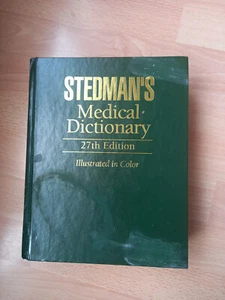 STEDMAN'S
Medical
Dictionary
27th Edition
Illustrated in Color